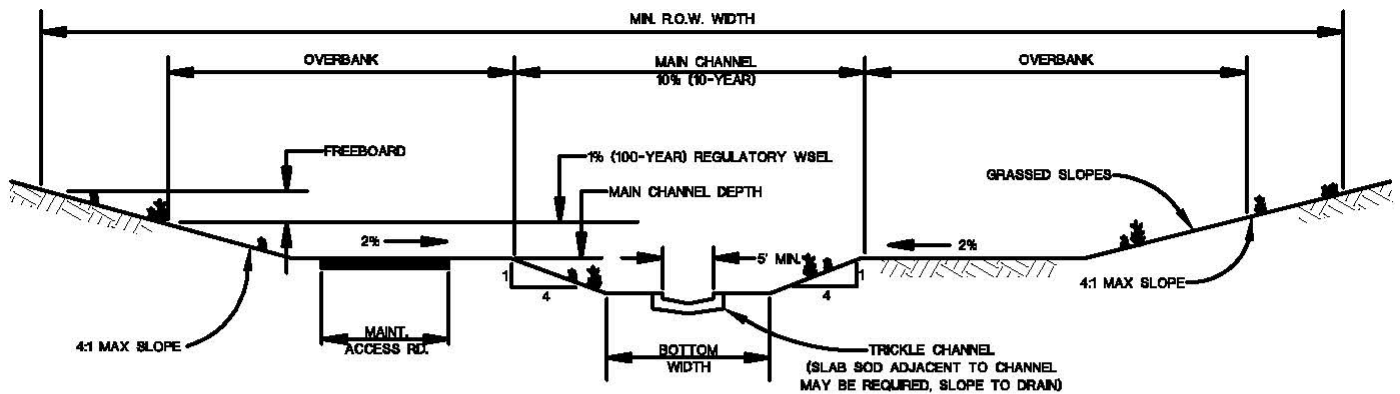 MIN. R.O.W. WIDTH
OVERBANK
MAIN CHANNEL
10% (10-YEAR)
OVERBANK
FREEBOARD
1% (100-YEAR) REGULATORY WSEL
MAIN CHANNEL DEPTH
GRASSED SLOPES
2%
5' MIN.
2%
1
4
4
1
4:1 MAX SLOPE
4:1 MAX SLOPE
MAINT.
ACCESS RD.
BOTTOM
WIDTH
TRICKLE CHANNEL
(SLAB SOD ADJACENT TO CHANNEL
MAY BE REQUIRED, SLOPE TO DRAIN)